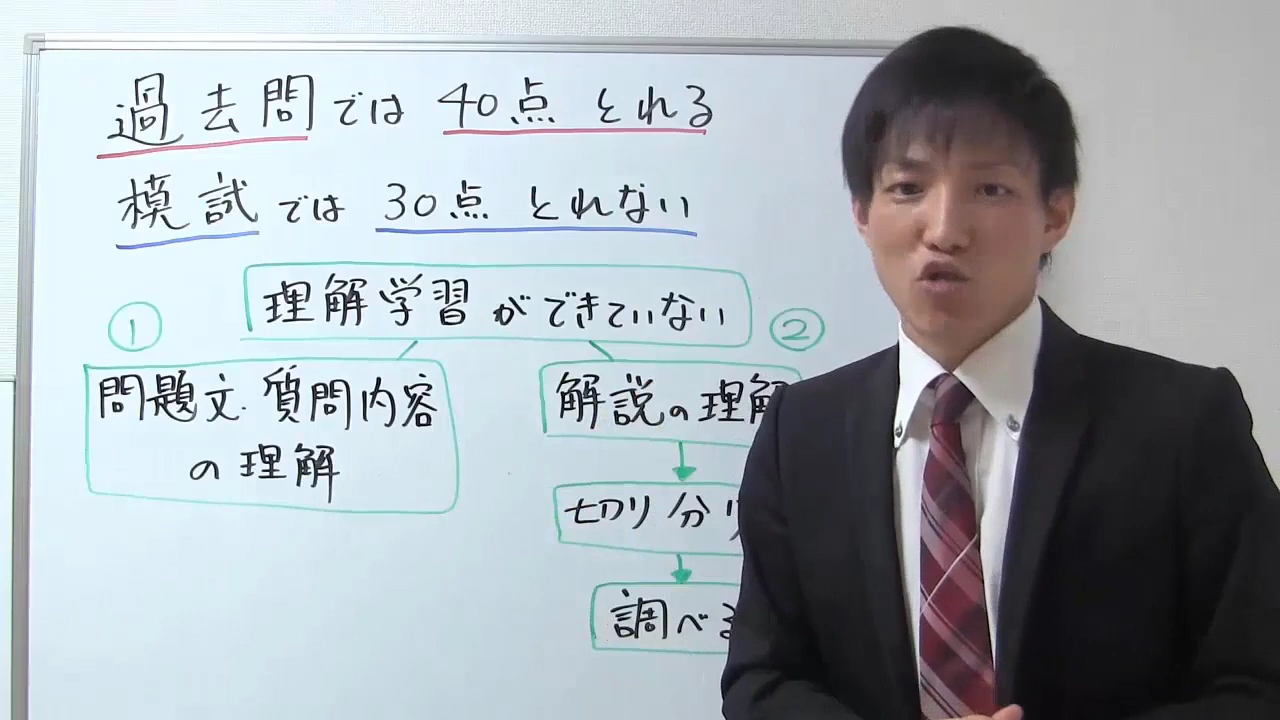 過去問では 40点 とれる
模試では 30点 とれない
理解学習ができていない
①
問題文・質問内容
の理解
②
解説の理解
切り分
調べる